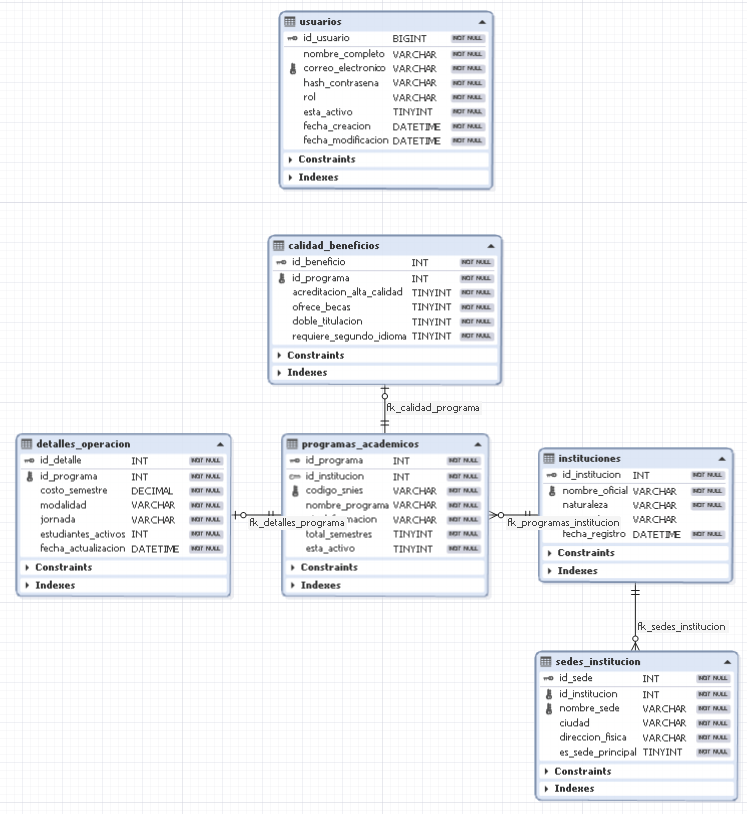 usuarios
id_usuario BIGINT NOT NULL
nombre_completo VARCHAR NOT NULL
correo_electronico VARCHAR NOT NULL
hash_contrasena VARCHAR NOT NULL
rol VARCHAR NOT NULL
esta_activo TINYINT NOT NULL
fecha_creacion DATETIME NOT NULL
fecha_modificacion DATETIME NOT NULL
Constraints
Indexes
calidad_beneficios
id_beneficio INT NOT NULL
id_programa INT NOT NULL
acreditacion_alta_calidad TINYINT NOT NULL
ofrece_becas TINYINT NOT NULL
doble_titulacion TINYINT NOT NULL
requiere_segundo_idioma TINYINT NOT NULL
Constraints
Indexes
fk_calidad_programa
detalles_operacion
id_detalle INT NOT NULL
id_programa INT NOT NULL
costo_semestre DECIMAL NOT NULL
modalidad VARCHAR NOT NULL
jornada VARCHAR NOT NULL
estudiantes_activos INT NOT NULL
fecha_actualizacion DATETIME NOT NULL
Constraints
Indexes
fk_detalles_programa
programas_academicos
id_programa INT NOT NULL
id_institucion INT NOT NULL
codigo_snies VARCHAR NOT NULL
nombre_programa VARCHAR NOT NULL
macion VARCHAR NOT NULL
total_semestres TINYINT NOT NULL
esta_activo TINYINT NOT NULL
Constraints
Indexes
fk_programas_institucion
instituciones
id_institucion INT NOT NULL
nombre_oficial VARCHAR NOT NULL
naturaleza VARCHAR NOT NULL
VARCHAR
fecha_registro DATETIME NOT NULL
Constraints
Indexes
fk_sedes_institucion
sedes_institucion
id_sede INT NOT NULL
id_institucion INT NOT NULL
nombre_sede VARCHAR NOT NULL
ciudad VARCHAR NOT NULL
direccion_fisica VARCHAR NOT NULL
es_sede_principal TINYINT NOT NULL
Constraints
Indexes